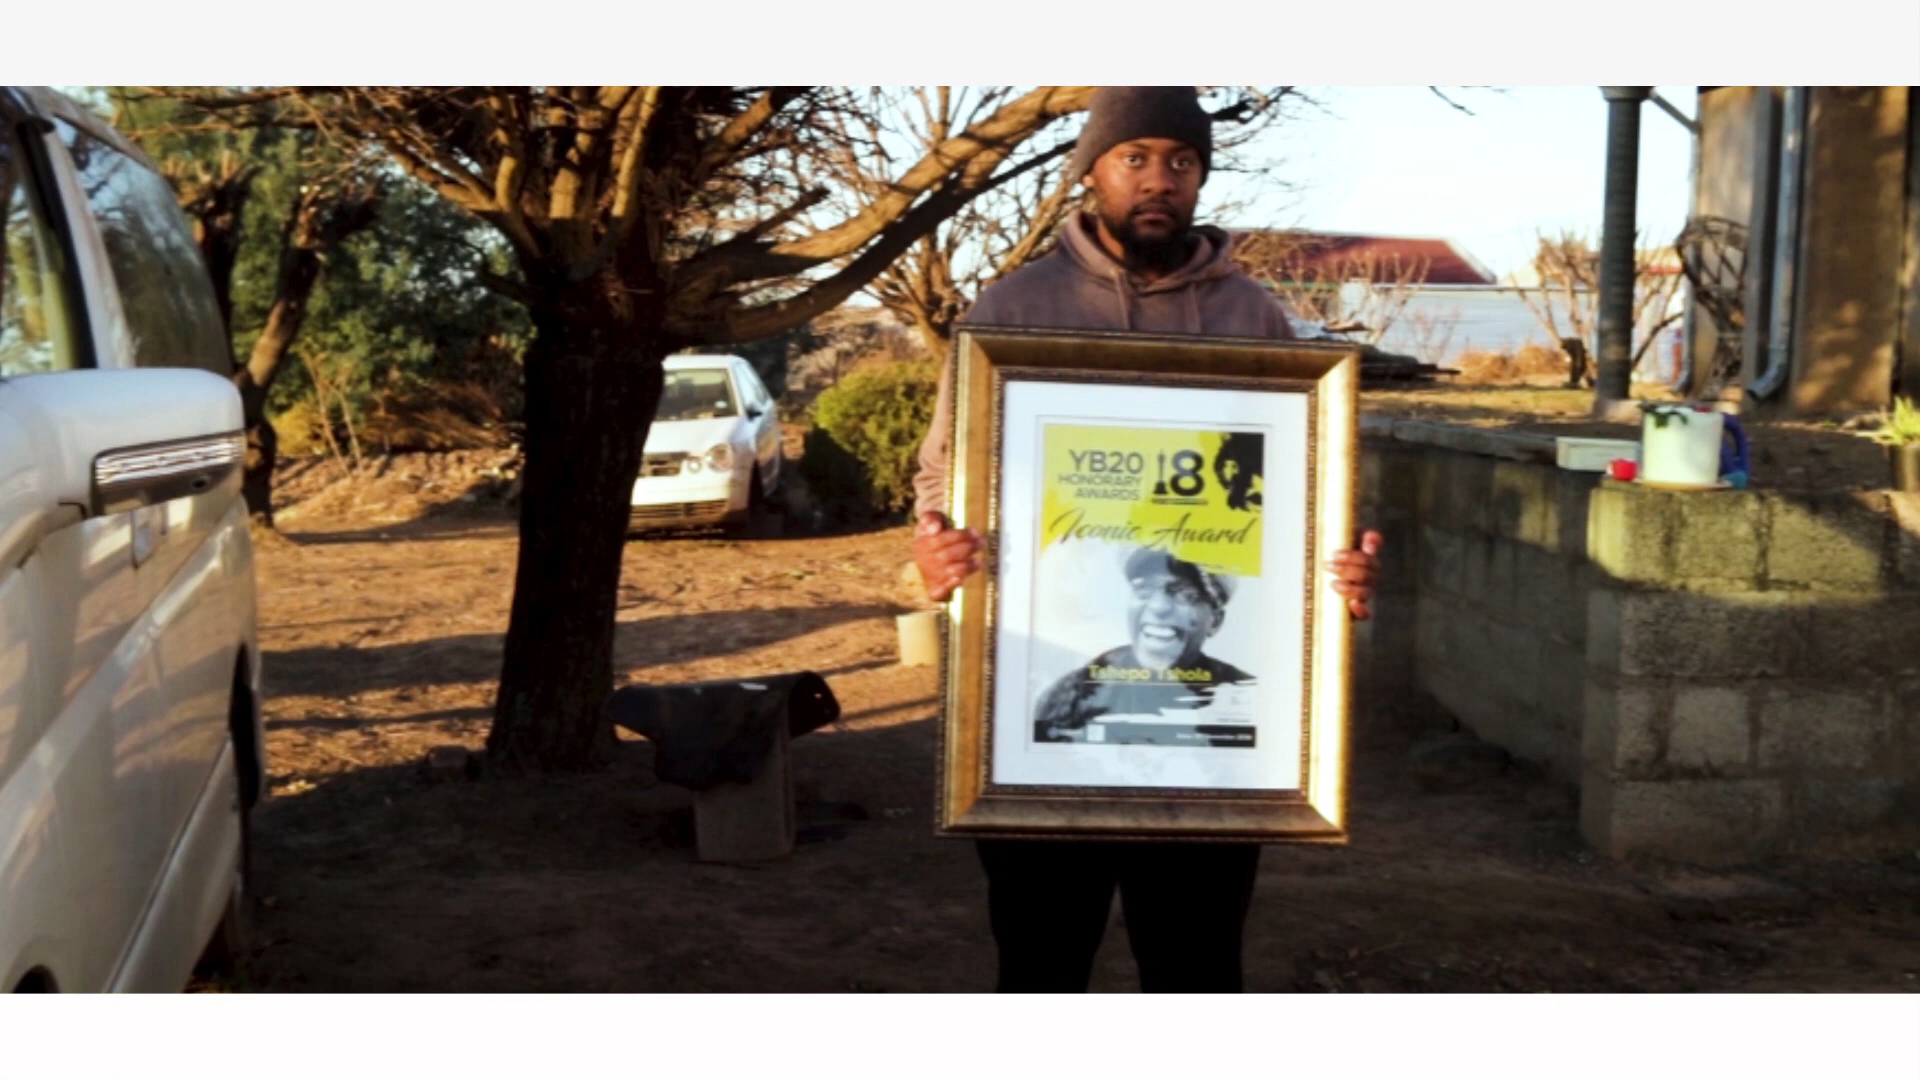 YB20 18
HONORARY
AWARDS
Iconic Award
Tshepo Tshola